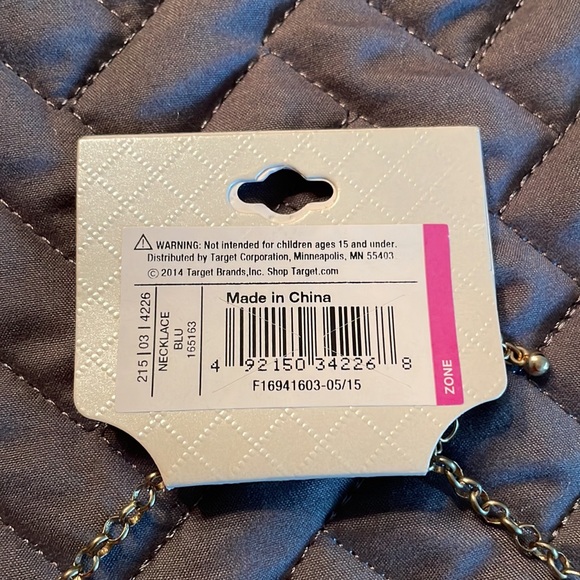 ⚠ WARNING: Not intended for children ages 15 and under.
Distributed by Target Corporation, Minneapolis, MN 55403
© 2014 Target Brands,Inc. Shop Target.com
215 | 03 | 4226
NECKLACE
BLU
165163
Made in China
4 92150 34226 8
F16941603-05/15
ZONE